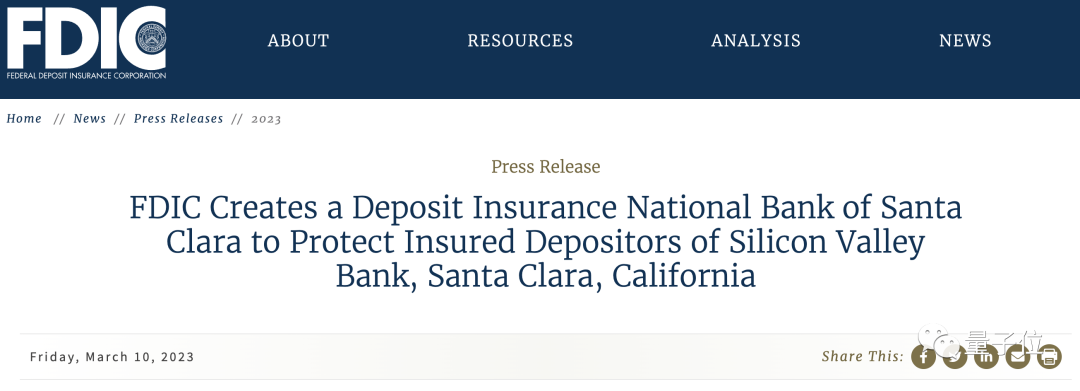 FDIC
FEDERAL DEPOSIT INSURANCE CORPORATION
ABOUT
RESOURCES
ANALYSIS
NEWS
Home // News // Press Releases // 2023
Press Release
FDIC Creates a Deposit Insurance National Bank of Santa
Clara to Protect Insured Depositors of Silicon Valley
Bank, Santa Clara, California
Friday, March 10, 2023
Share This:
量子位